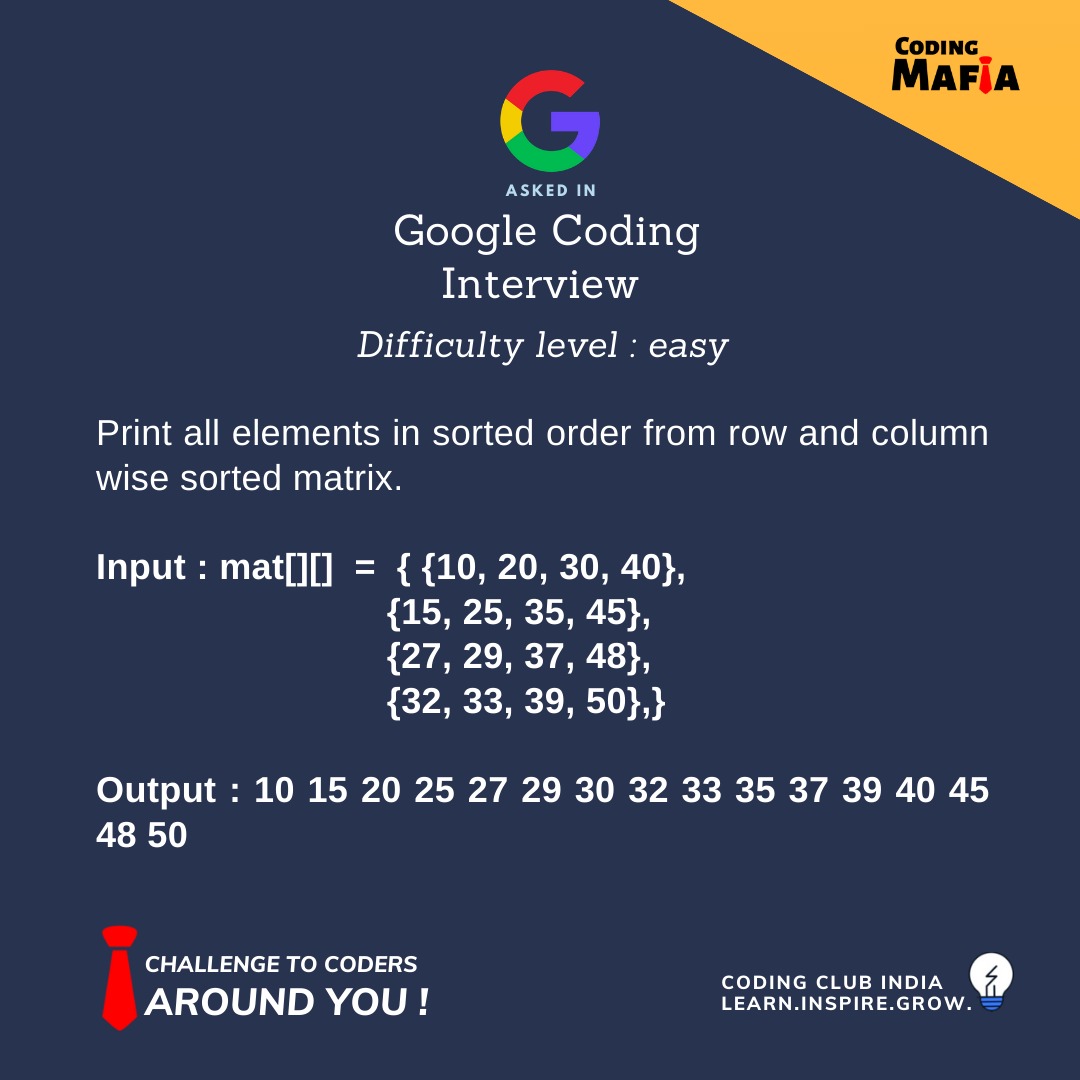 CODING
MAFIA
ASKED IN
Google Coding
Interview
Difficulty level : easy
Print all elements in sorted order from row and column
wise sorted matrix.
Input : mat[][] = { {10, 20, 30, 40},
{15, 25, 35, 45},
{27, 29, 37, 48},
{32, 33, 39, 50},}
Output : 10 15 20 25 27 29 30 32 33 35 37 39 40 45
48 50
CHALLENGE TO CODERS
AROUND YOU !
CODING CLUB INDIA
LEARN.INSPIRE.GROW.